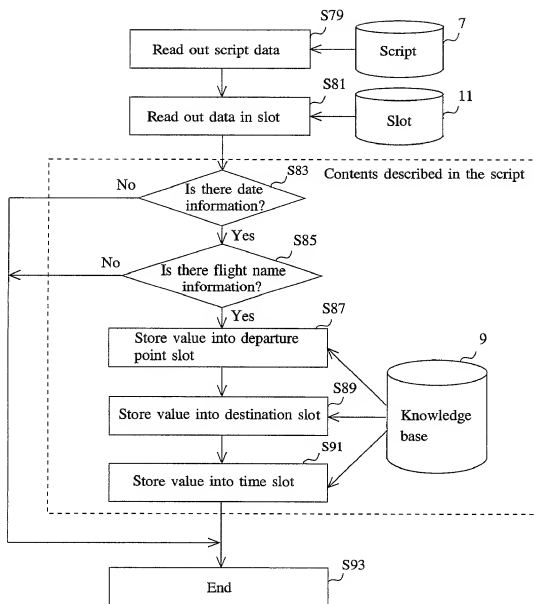 S79
7
Read out script data
Script
S81
11
Read out data in slot
Slot
S83
Contents described in the script
No
Is there date
information?
Yes
S85
No
Is there flight name
information?
Yes
S87
9
Store value into departure
point slot
S89
Knowledge
base
Store value into destination slot
S91
Store value into time slot
S93
End